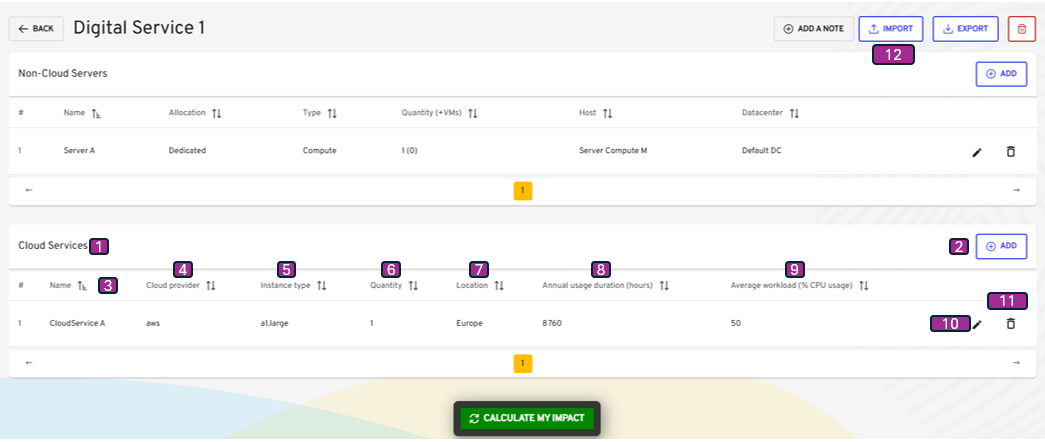 ← BACK Digital Service 1 ADD A NOTE IMPORT EXPORT
12
Non-Cloud Servers ADD
# Name Allocation Type Quantity (+VMs) Host Datacenter
1 Server A Dedicated Compute 1 (0) Server Compute M Default DC
← 1 →
Cloud Services 1 2 ADD
3 4 5 6 7 8 9
# Name Cloud provider Instance type Quantity Location Annual usage duration (hours) Average workload (% CPU usage)
11
1 CloudService A aws a1.large 1 Europe 8760 50 10
← 1 →
CALCULATE MY IMPACT